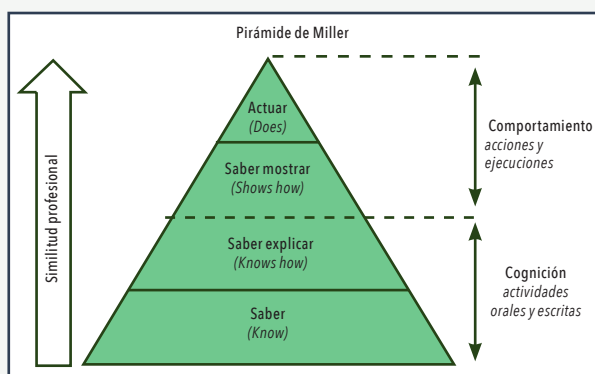 Pirámide de Miller
Similitud profesional
Actuar
(Does)
Saber mostrar
(Shows how)
Saber explicar
(Knows how)
Saber
(Know)
Comportamiento
acciones y
ejecuciones
Cognición
actividades
orales y escritas